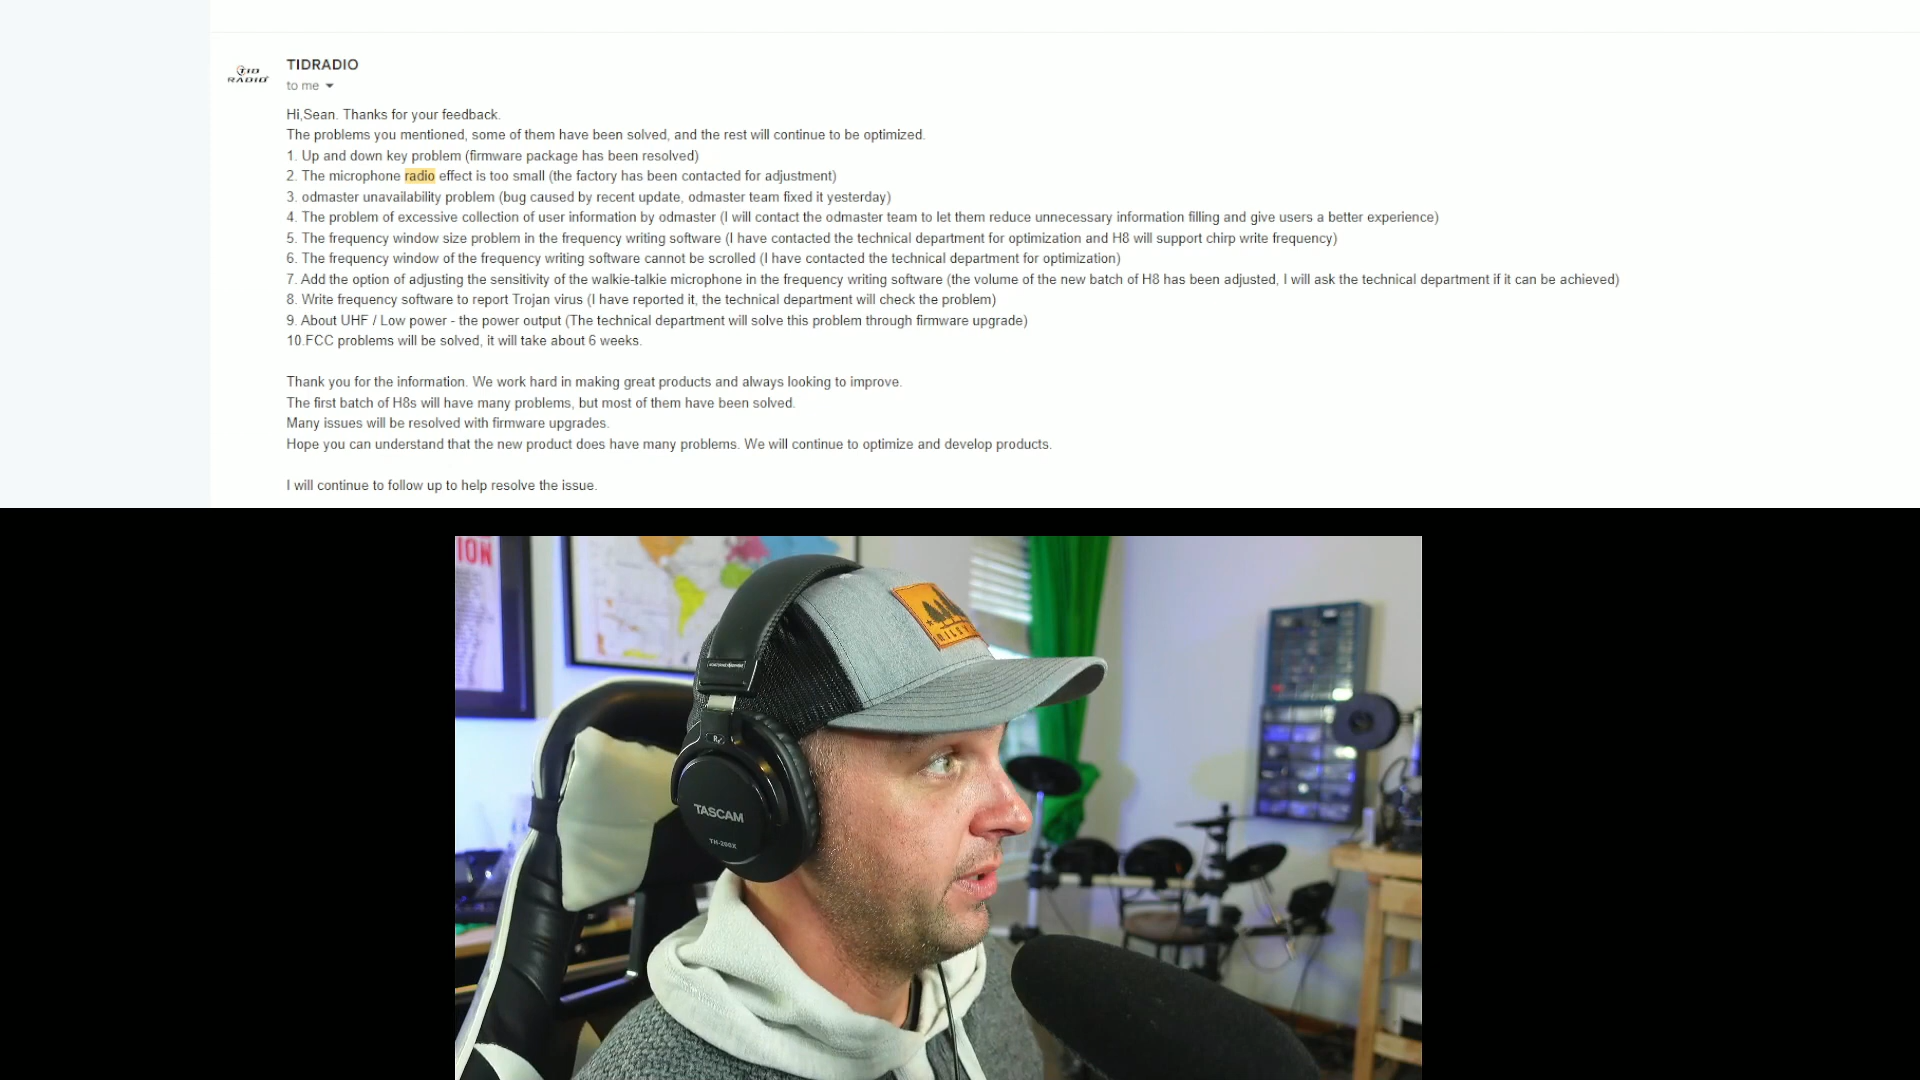 TID
RADIO
TIDRADIO
to me
Hi,Sean. Thanks for your feedback.
The problems you mentioned, some of them have been solved, and the rest will continue to be optimized.
1. Up and down key problem (firmware package has been resolved)
2. The microphone radio effect is too small (the factory has been contacted for adjustment)
3. odmaster unavailability problem (bug caused by recent update, odmaster team fixed it yesterday)
4. The problem of excessive collection of user information by odmaster (I will contact the odmaster team to let them reduce unnecessary information filling and give users a better experience)
5. The frequency window size problem in the frequency writing software (I have contacted the technical department for optimization and H8 will support chirp write frequency)
6. The frequency window of the frequency writing software cannot be scrolled (I have contacted the technical department for optimization)
7. Add the option of adjusting the sensitivity of the walkie-talkie microphone in the frequency writing software (the volume of the new batch of H8 has been adjusted, I will ask the technical department if it can be achieved)
8. Write frequency software to report Trojan virus (I have reported it, the technical department will check the problem)
9. About UHF / Low power - the power output (The technical department will solve this problem through firmware upgrade)
10.FCC problems will be solved, it will take about 6 weeks.
Thank you for the information. We work hard in making great products and always looking to improve.
The first batch of H8s will have many problems, but most of them have been solved.
Many issues will be resolved with firmware upgrades.
Hope you can understand that the new product does have many problems. We will continue to optimize and develop products.
I will continue to follow up to help resolve the issue.
ION
R
TASCAM
TH-200X